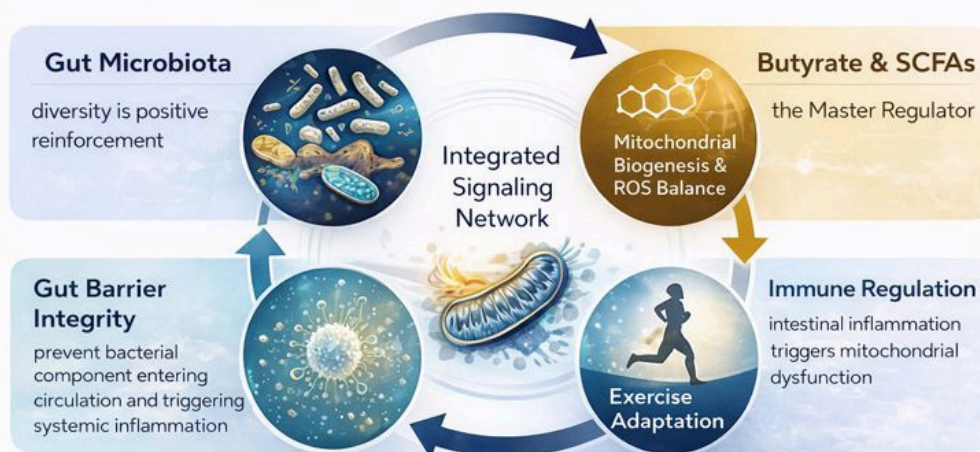 Gut Microbiota
diversity is positive
reinforcement
Butyrate & SCFAs
the Master Regulator
Mitochondrial
Biogenesis &
ROS Balance
Integrated
Signaling
Network
Gut Barrier
Integrity
prevent bacterial
component entering
circulation and triggering
systemic inflammation
Exercise
Adaptation
Immune Regulation
intestinal inflammation
triggers mitochondrial
dysfunction